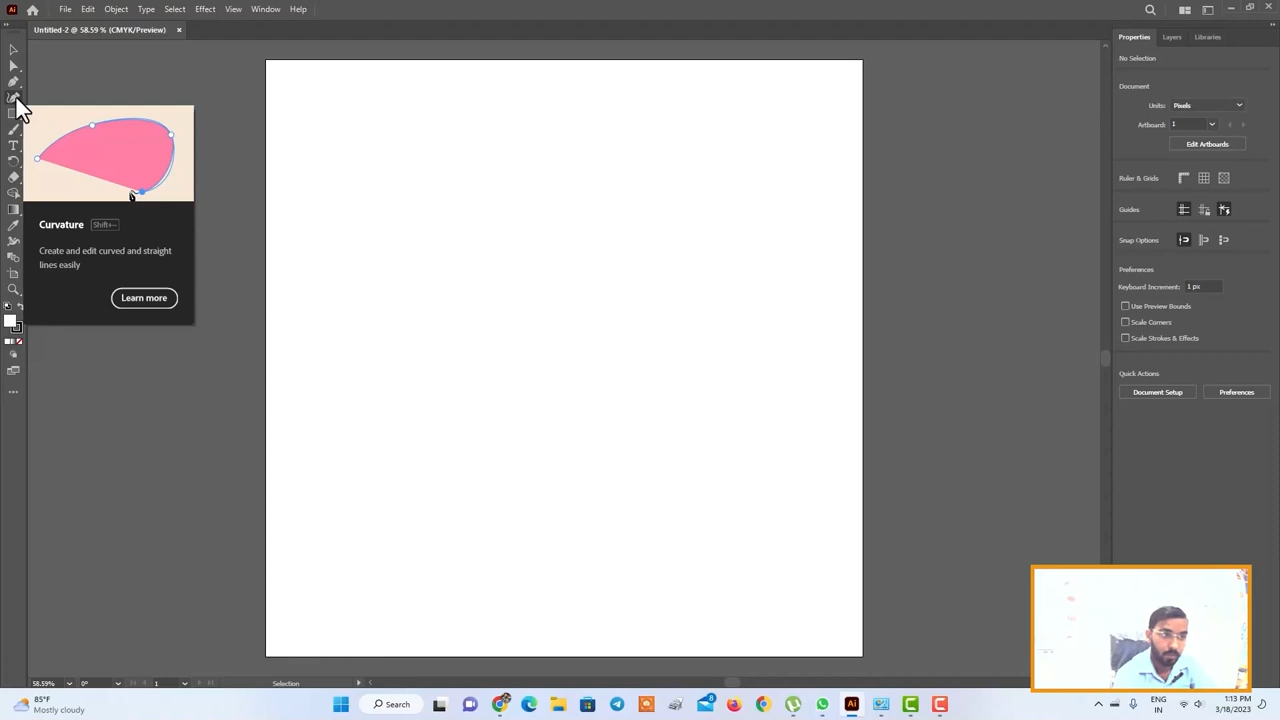 Ai File Edit Object Type Select Effect View Window Help
Untitled-2 @ 58.59 % (CMYK/Preview) ×
Curvature Shift+~
Create and edit curved and straight
lines easily
Learn more
Properties Layers Libraries
No Selection
Document
Units: Pixels
Artboard: 1
Edit Artboards
Ruler & Grids
Guides
Snap Options
Preferences
Keyboard Increment: 1 px
Use Preview Bounds
Scale Corners
Scale Strokes & Effects
Quick Actions
Document Setup Preferences
58.59% 0° 1 Selection
85°F
Mostly cloudy
Search
8
Ai
ENG
IN
1:13 PM
3/18/2023